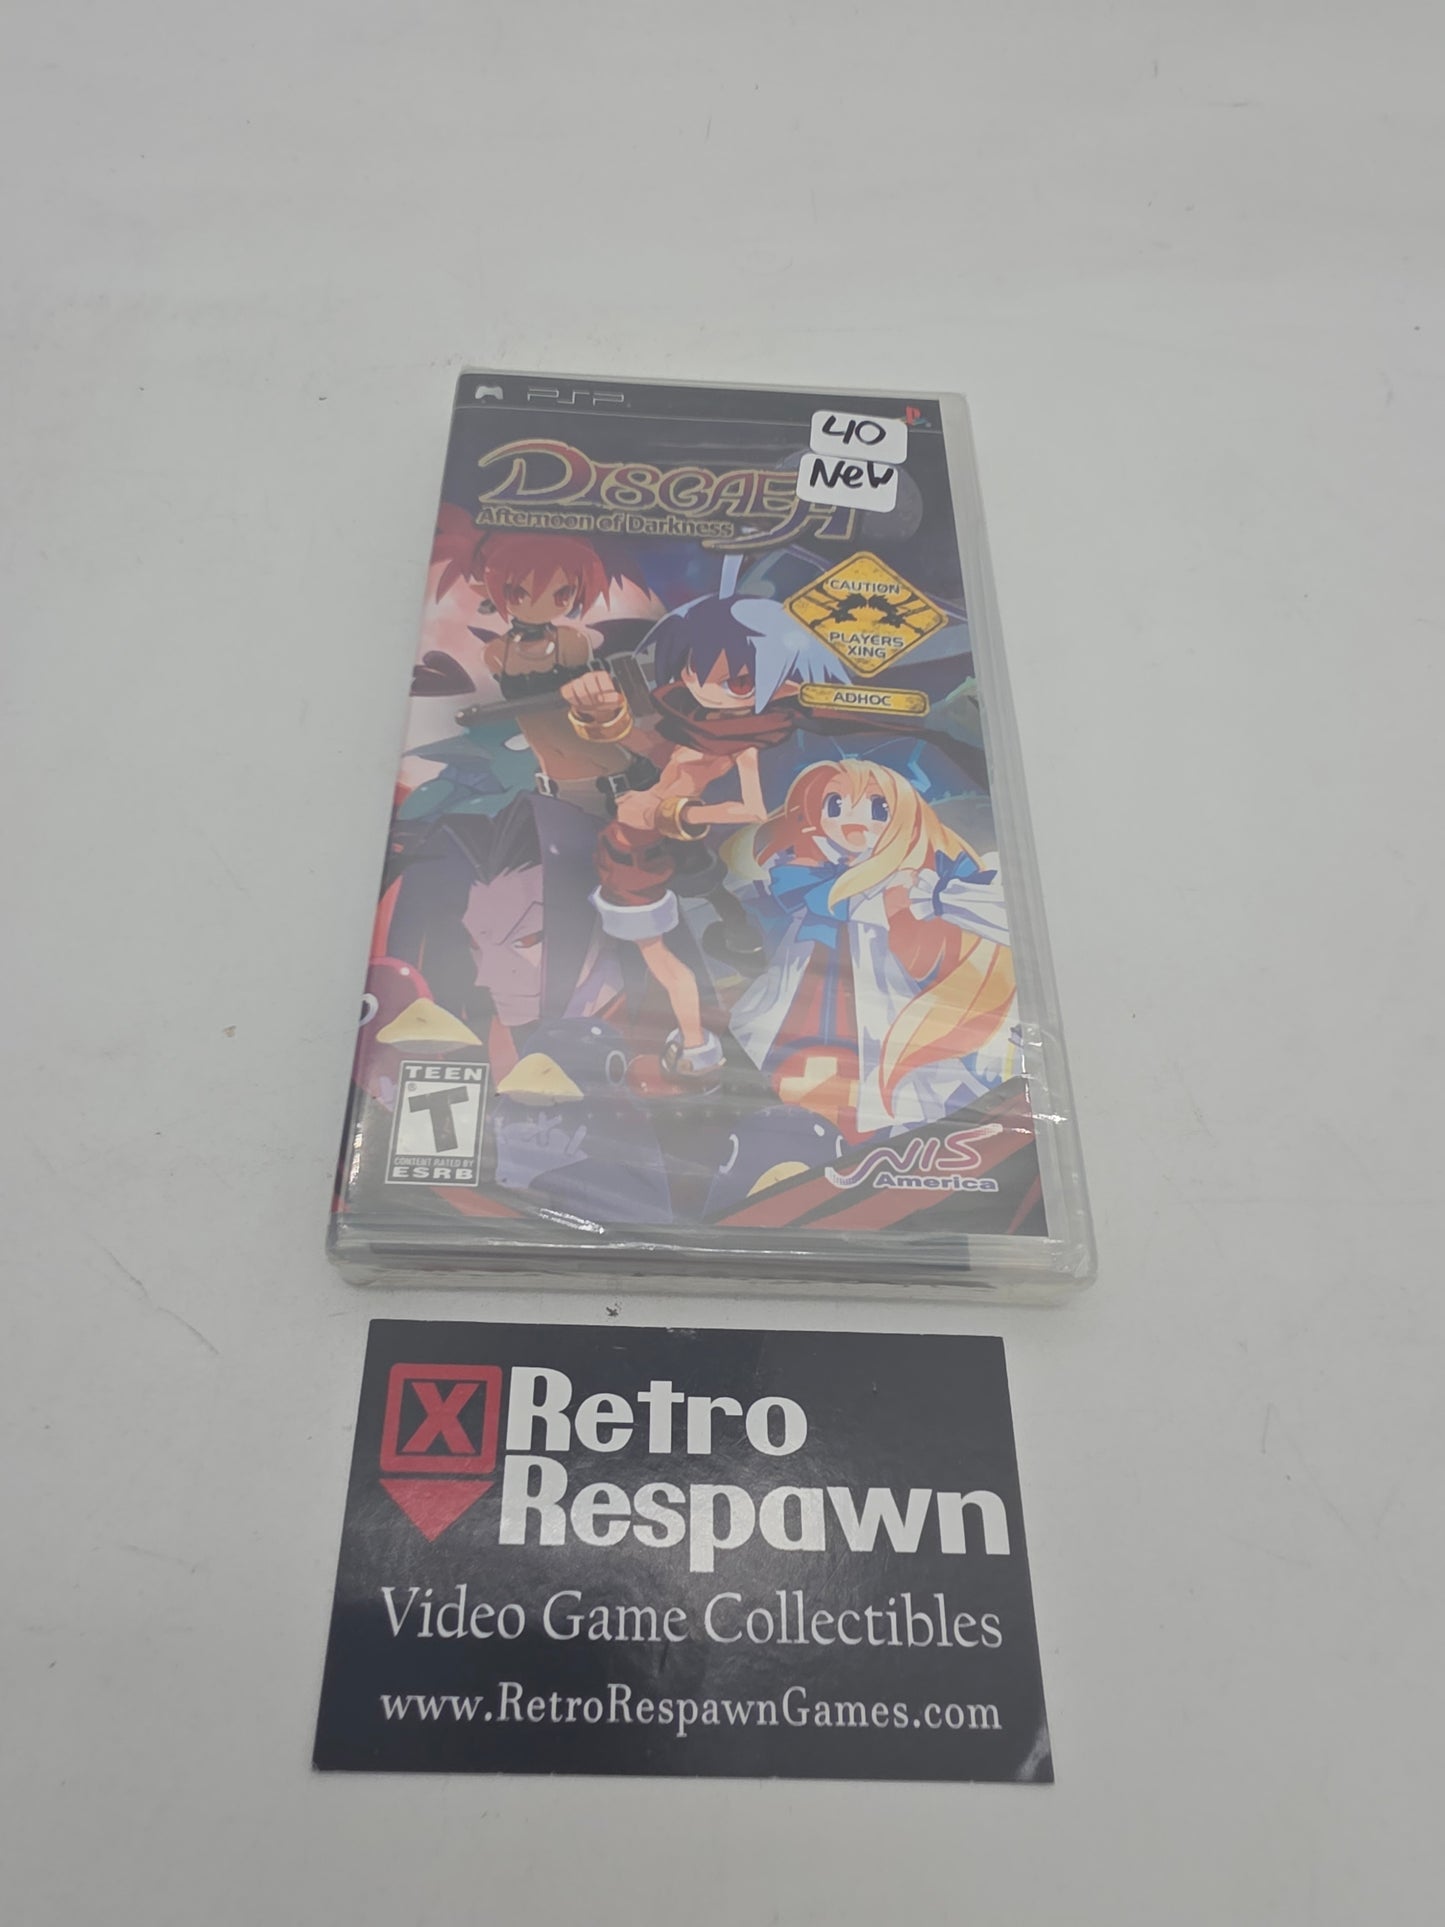 PSP
40
New
DISGAEA
Afternoon of Darkness
CAUTION
PLAYERS
XING
ADHOC
TEEN
T
CONTENT RATED BY
ESRB
NIS
America
X
Retro
Respawn
Video Game Collectibles
www.RetroRespawnGames.com